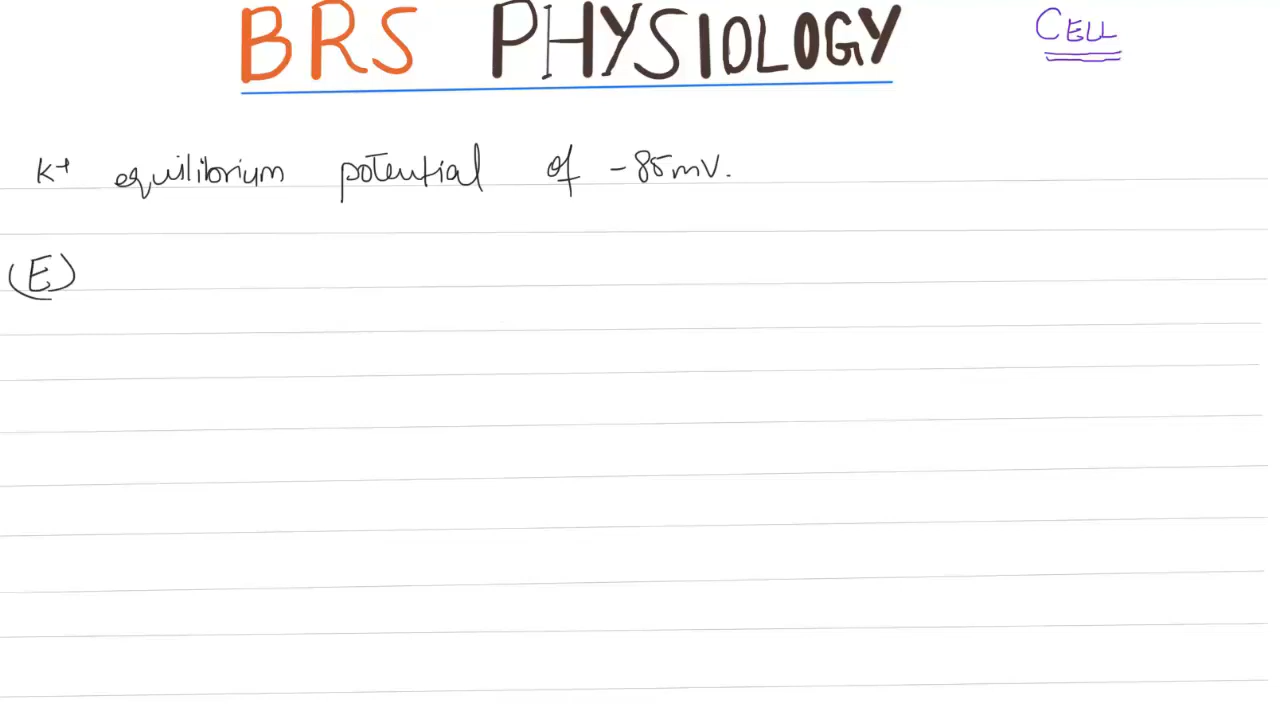 BRS PHYSIOLOGY
CELL
K+ equilibrium potential of -85mV.
(E)